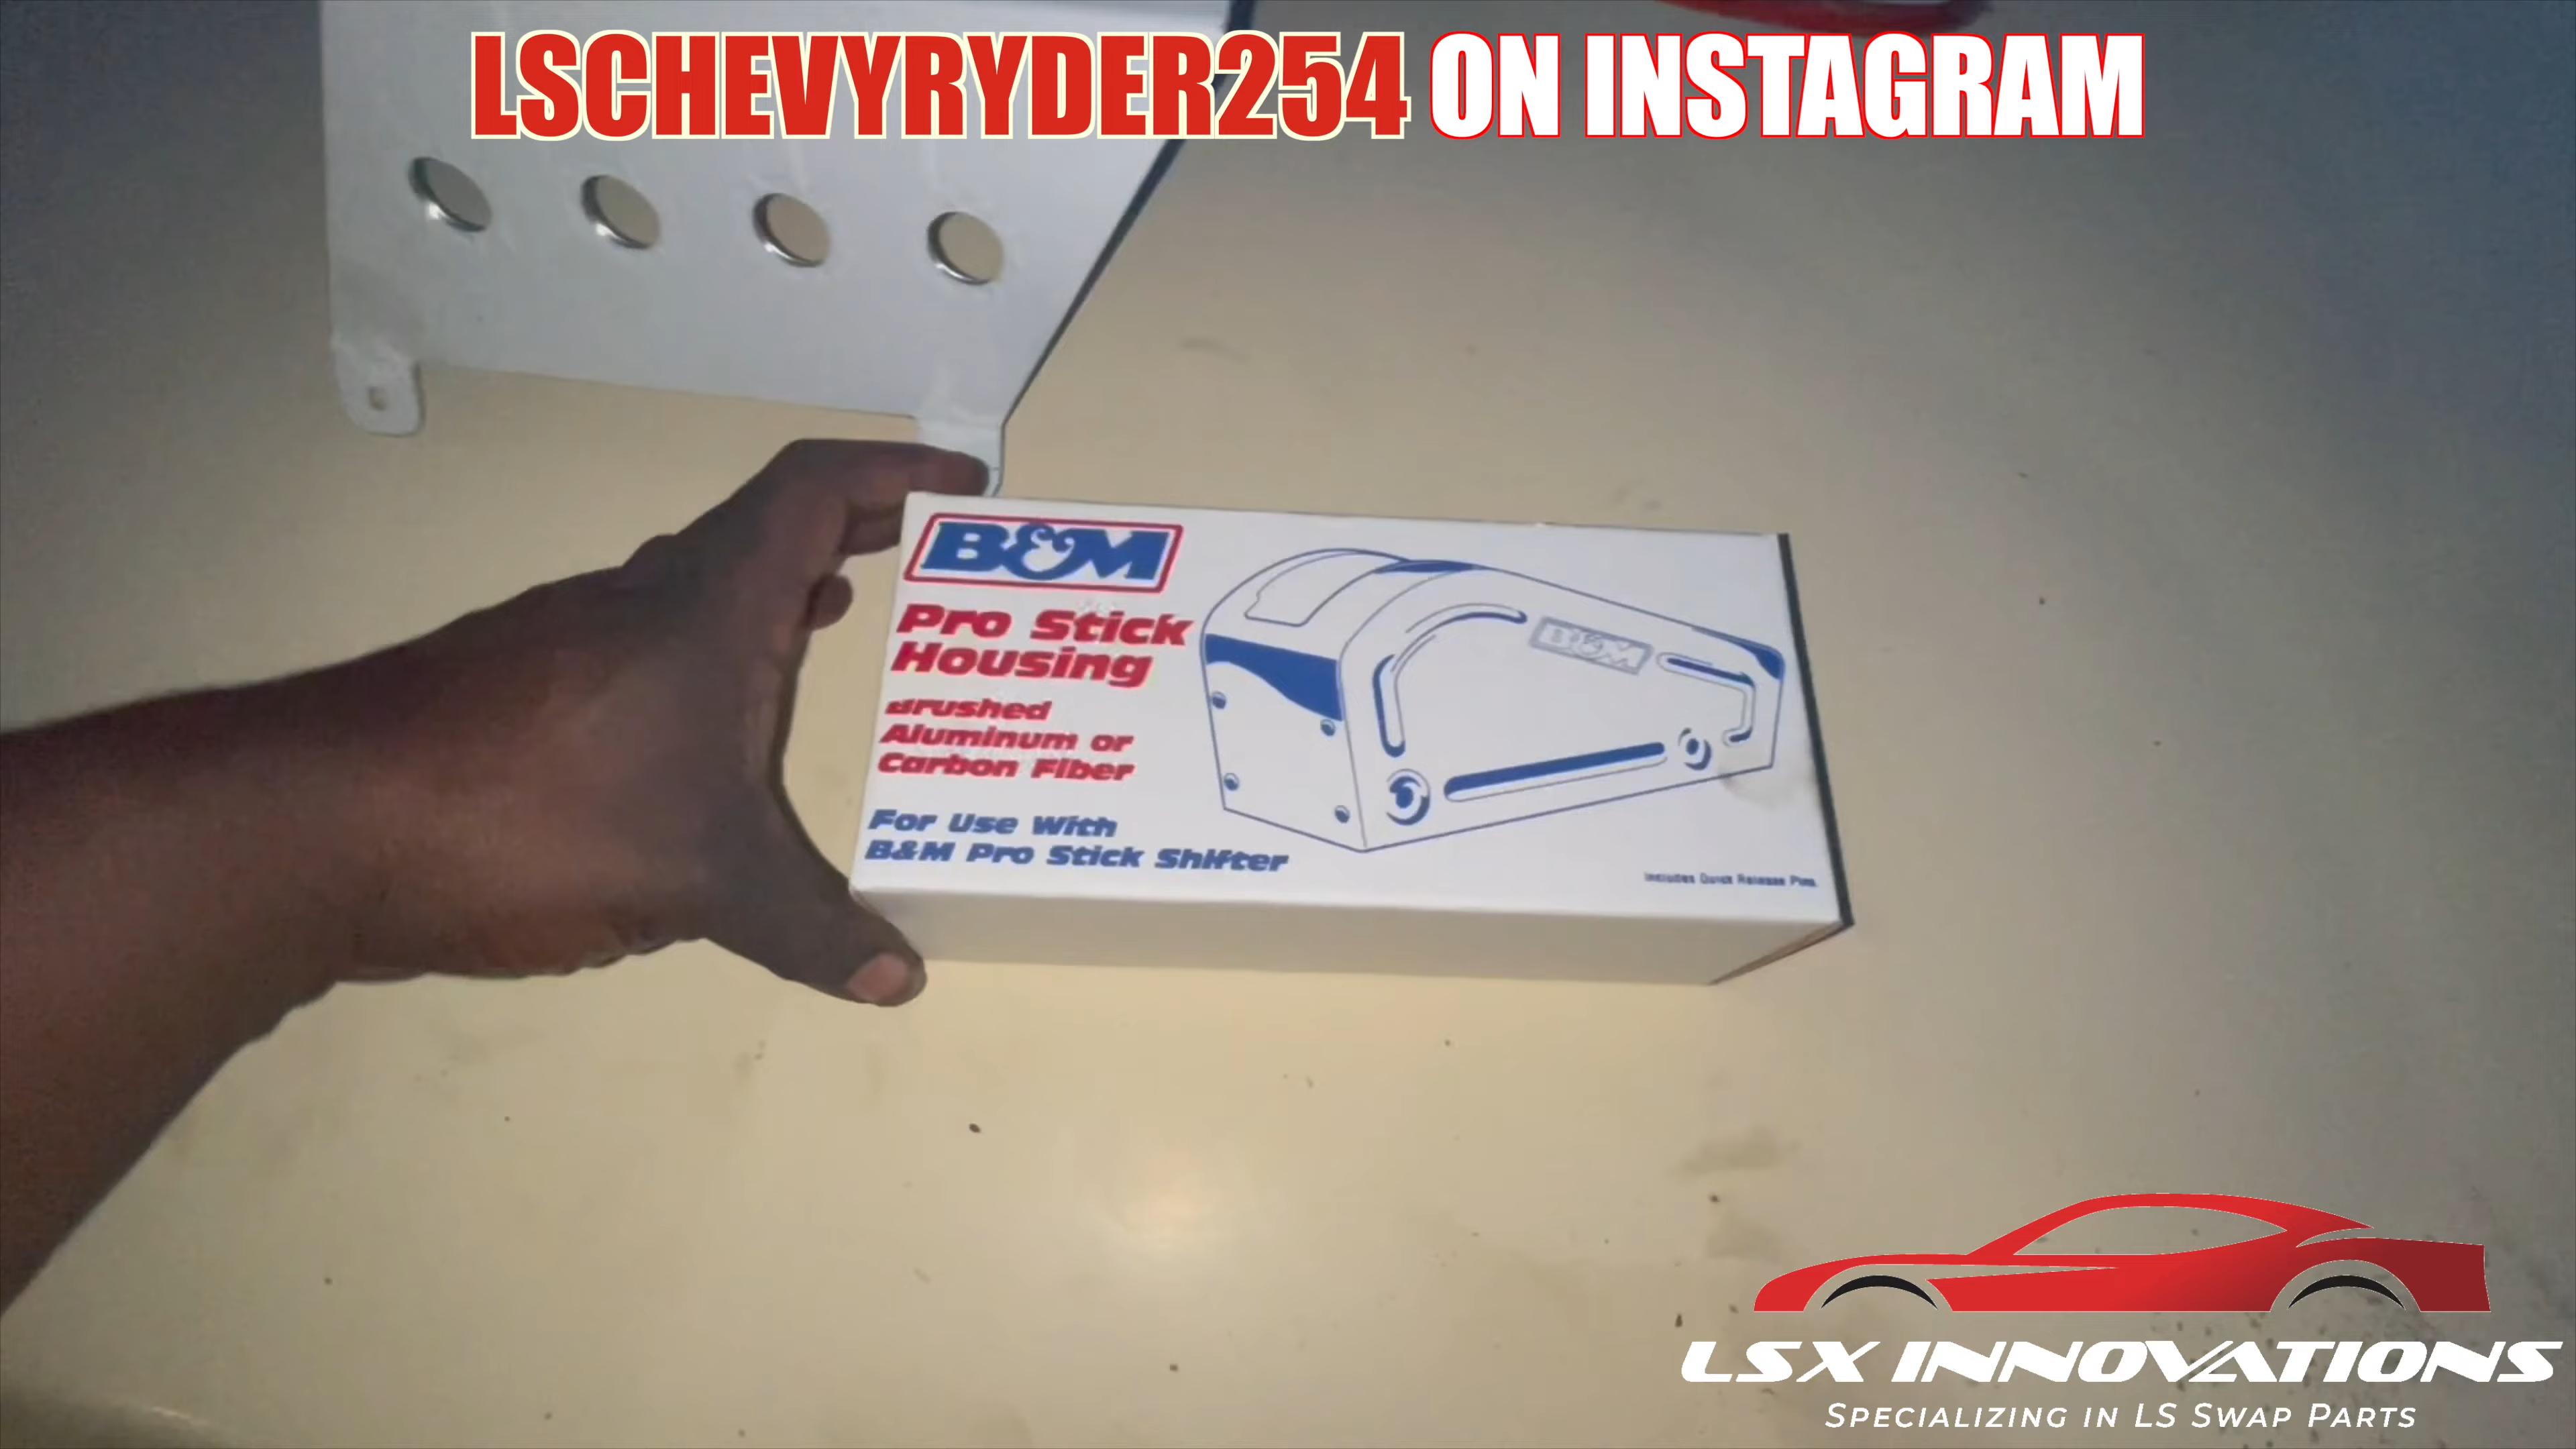 LSCHEVYRYDER254 ON INSTAGRAM
B&M
Pro Stick
Housing
Brushed
Aluminum or
Carbon Fiber
For Use With
B&M Pro Stick Shifter
B&M
Includes Quick Release Pins
LSX INNOVATIONS
SPECIALIZING IN LS SWAP PARTS